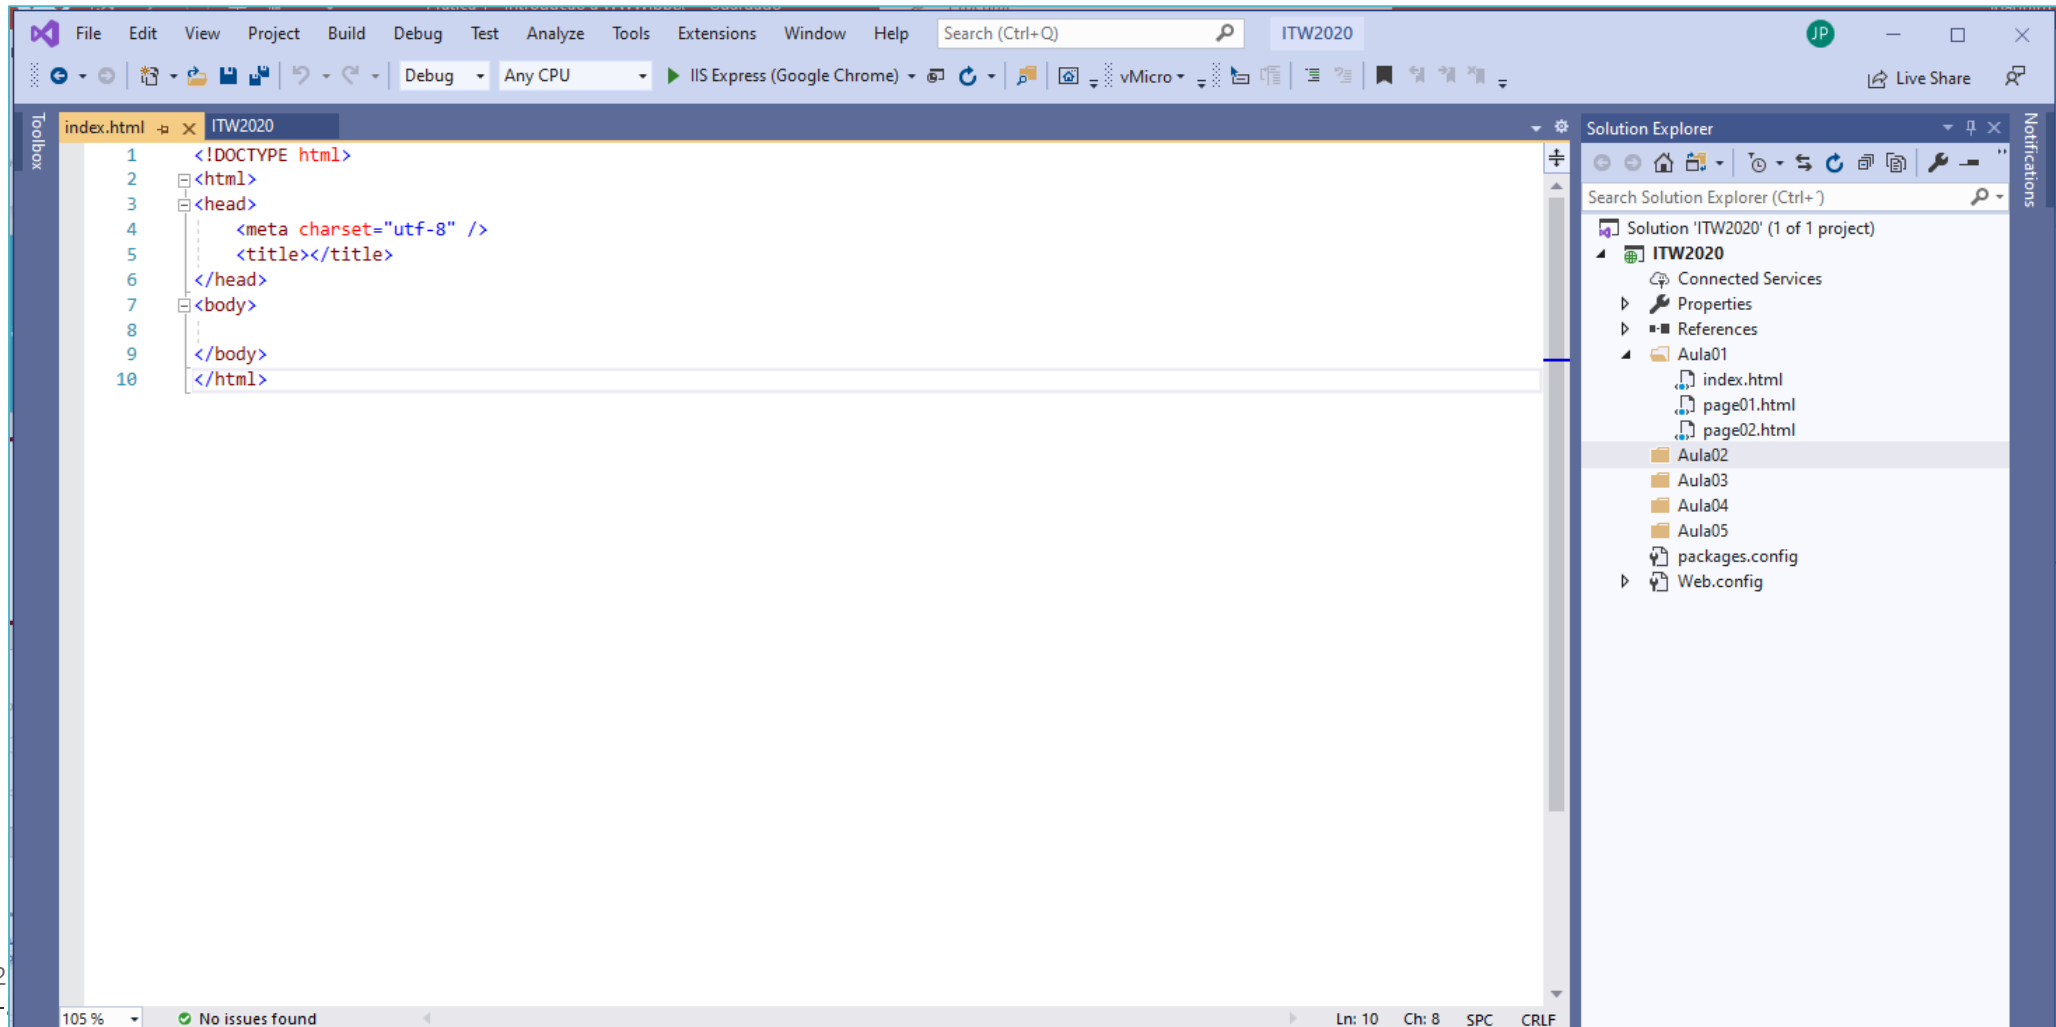 File Edit View Project Build Debug Test Analyze Tools Extensions Window Help Search (Ctrl+Q) ITW2020 JP
Debug Any CPU IIS Express (Google Chrome) vMicro Live Share
Toolbox
index.html ITW2020
1 <!DOCTYPE html>
2 <html>
3 <head>
4 <meta charset="utf-8" />
5 <title></title>
6 </head>
7 <body>
8
9 </body>
10 </html>
105 % No issues found Ln: 10 Ch: 8 SPC CRLF
Solution Explorer
Search Solution Explorer (Ctrl+´)
Solution 'ITW2020' (1 of 1 project)
ITW2020
Connected Services
Properties
References
Aula01
index.html
page01.html
page02.html
Aula02
Aula03
Aula04
Aula05
packages.config
Web.config
Notifications